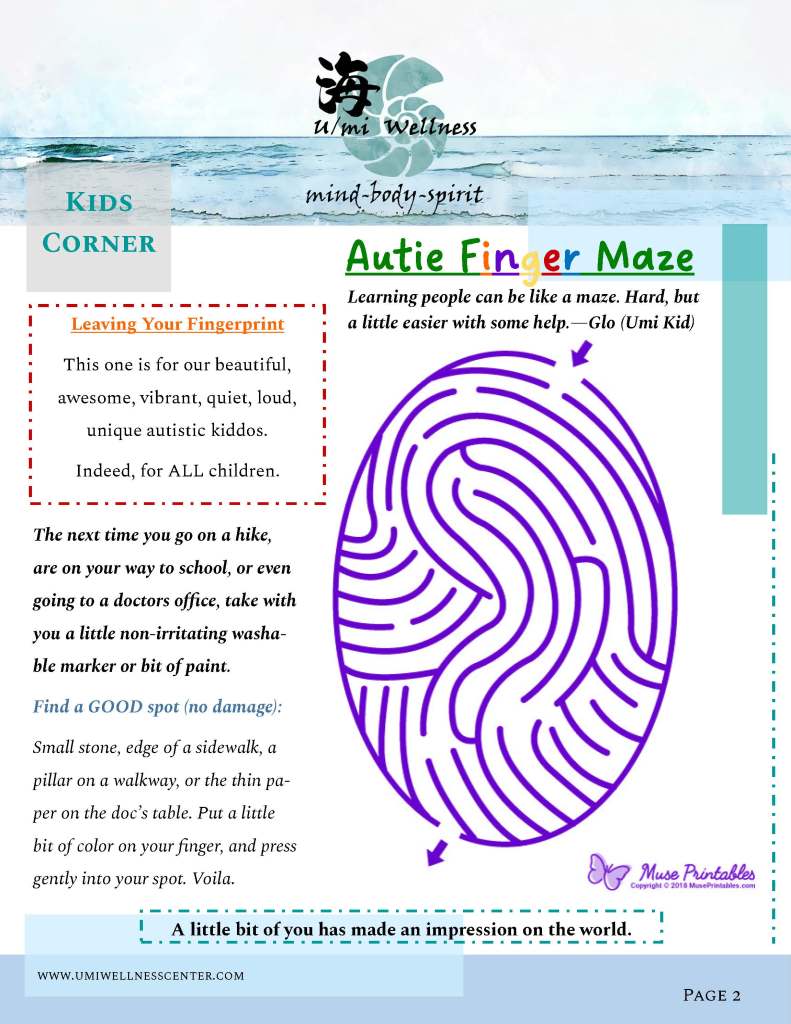 海
U/mi Wellness
mind-body-spirit
Kids
Corner
Autie Finger Maze
Learning people can be like a maze. Hard, but
a little easier with some help.—Glo (Umi Kid)
Leaving Your Fingerprint
This one is for our beautiful,
awesome, vibrant, quiet, loud,
unique autistic kiddos.
Indeed, for ALL children.
The next time you go on a hike,
are on your way to school, or even
going to a doctors office, take with
you a little non-irritating washa-
ble marker or bit of paint.
Find a GOOD spot (no damage):
Small stone, edge of a sidewalk, a
pillar on a walkway, or the thin pa-
per on the doc’s table. Put a little
bit of color on your finger, and press
gently into your spot. Voila.
Muse Printables
Copyright © 2018 MusePrintables.com
A little bit of you has made an impression on the world.
www.umiwellnesscenter.com
Page 2